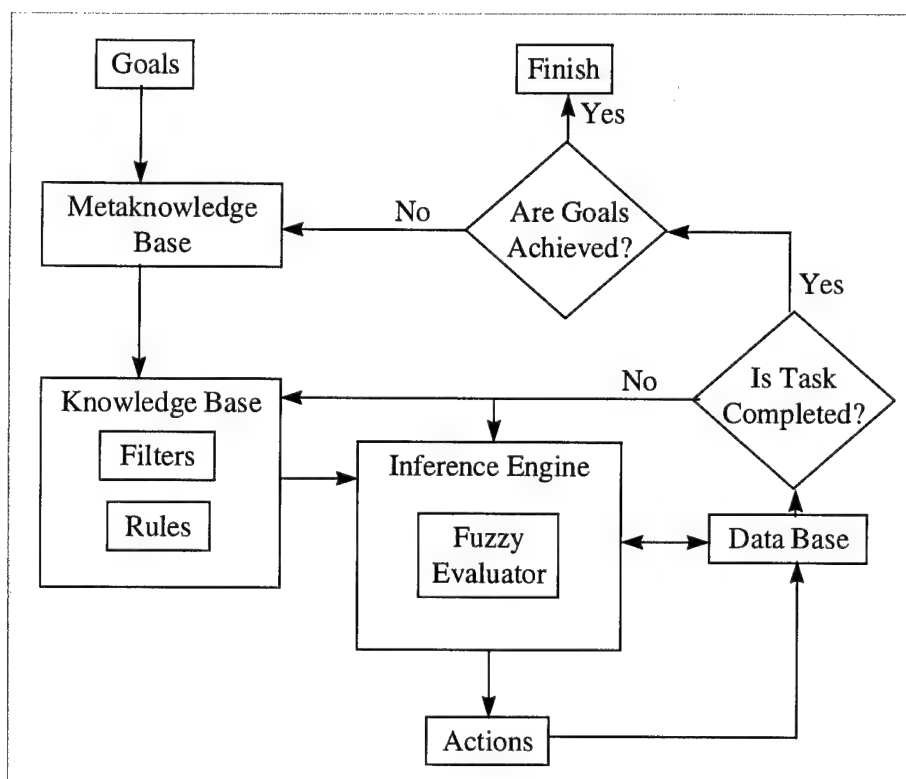 Goals
Finish
Yes
Metaknowledge
Base
No
Are Goals
Achieved?
Yes
Knowledge Base
Filters
Rules
No
Is Task
Completed?
Inference Engine
Fuzzy
Evaluator
Data Base
Actions